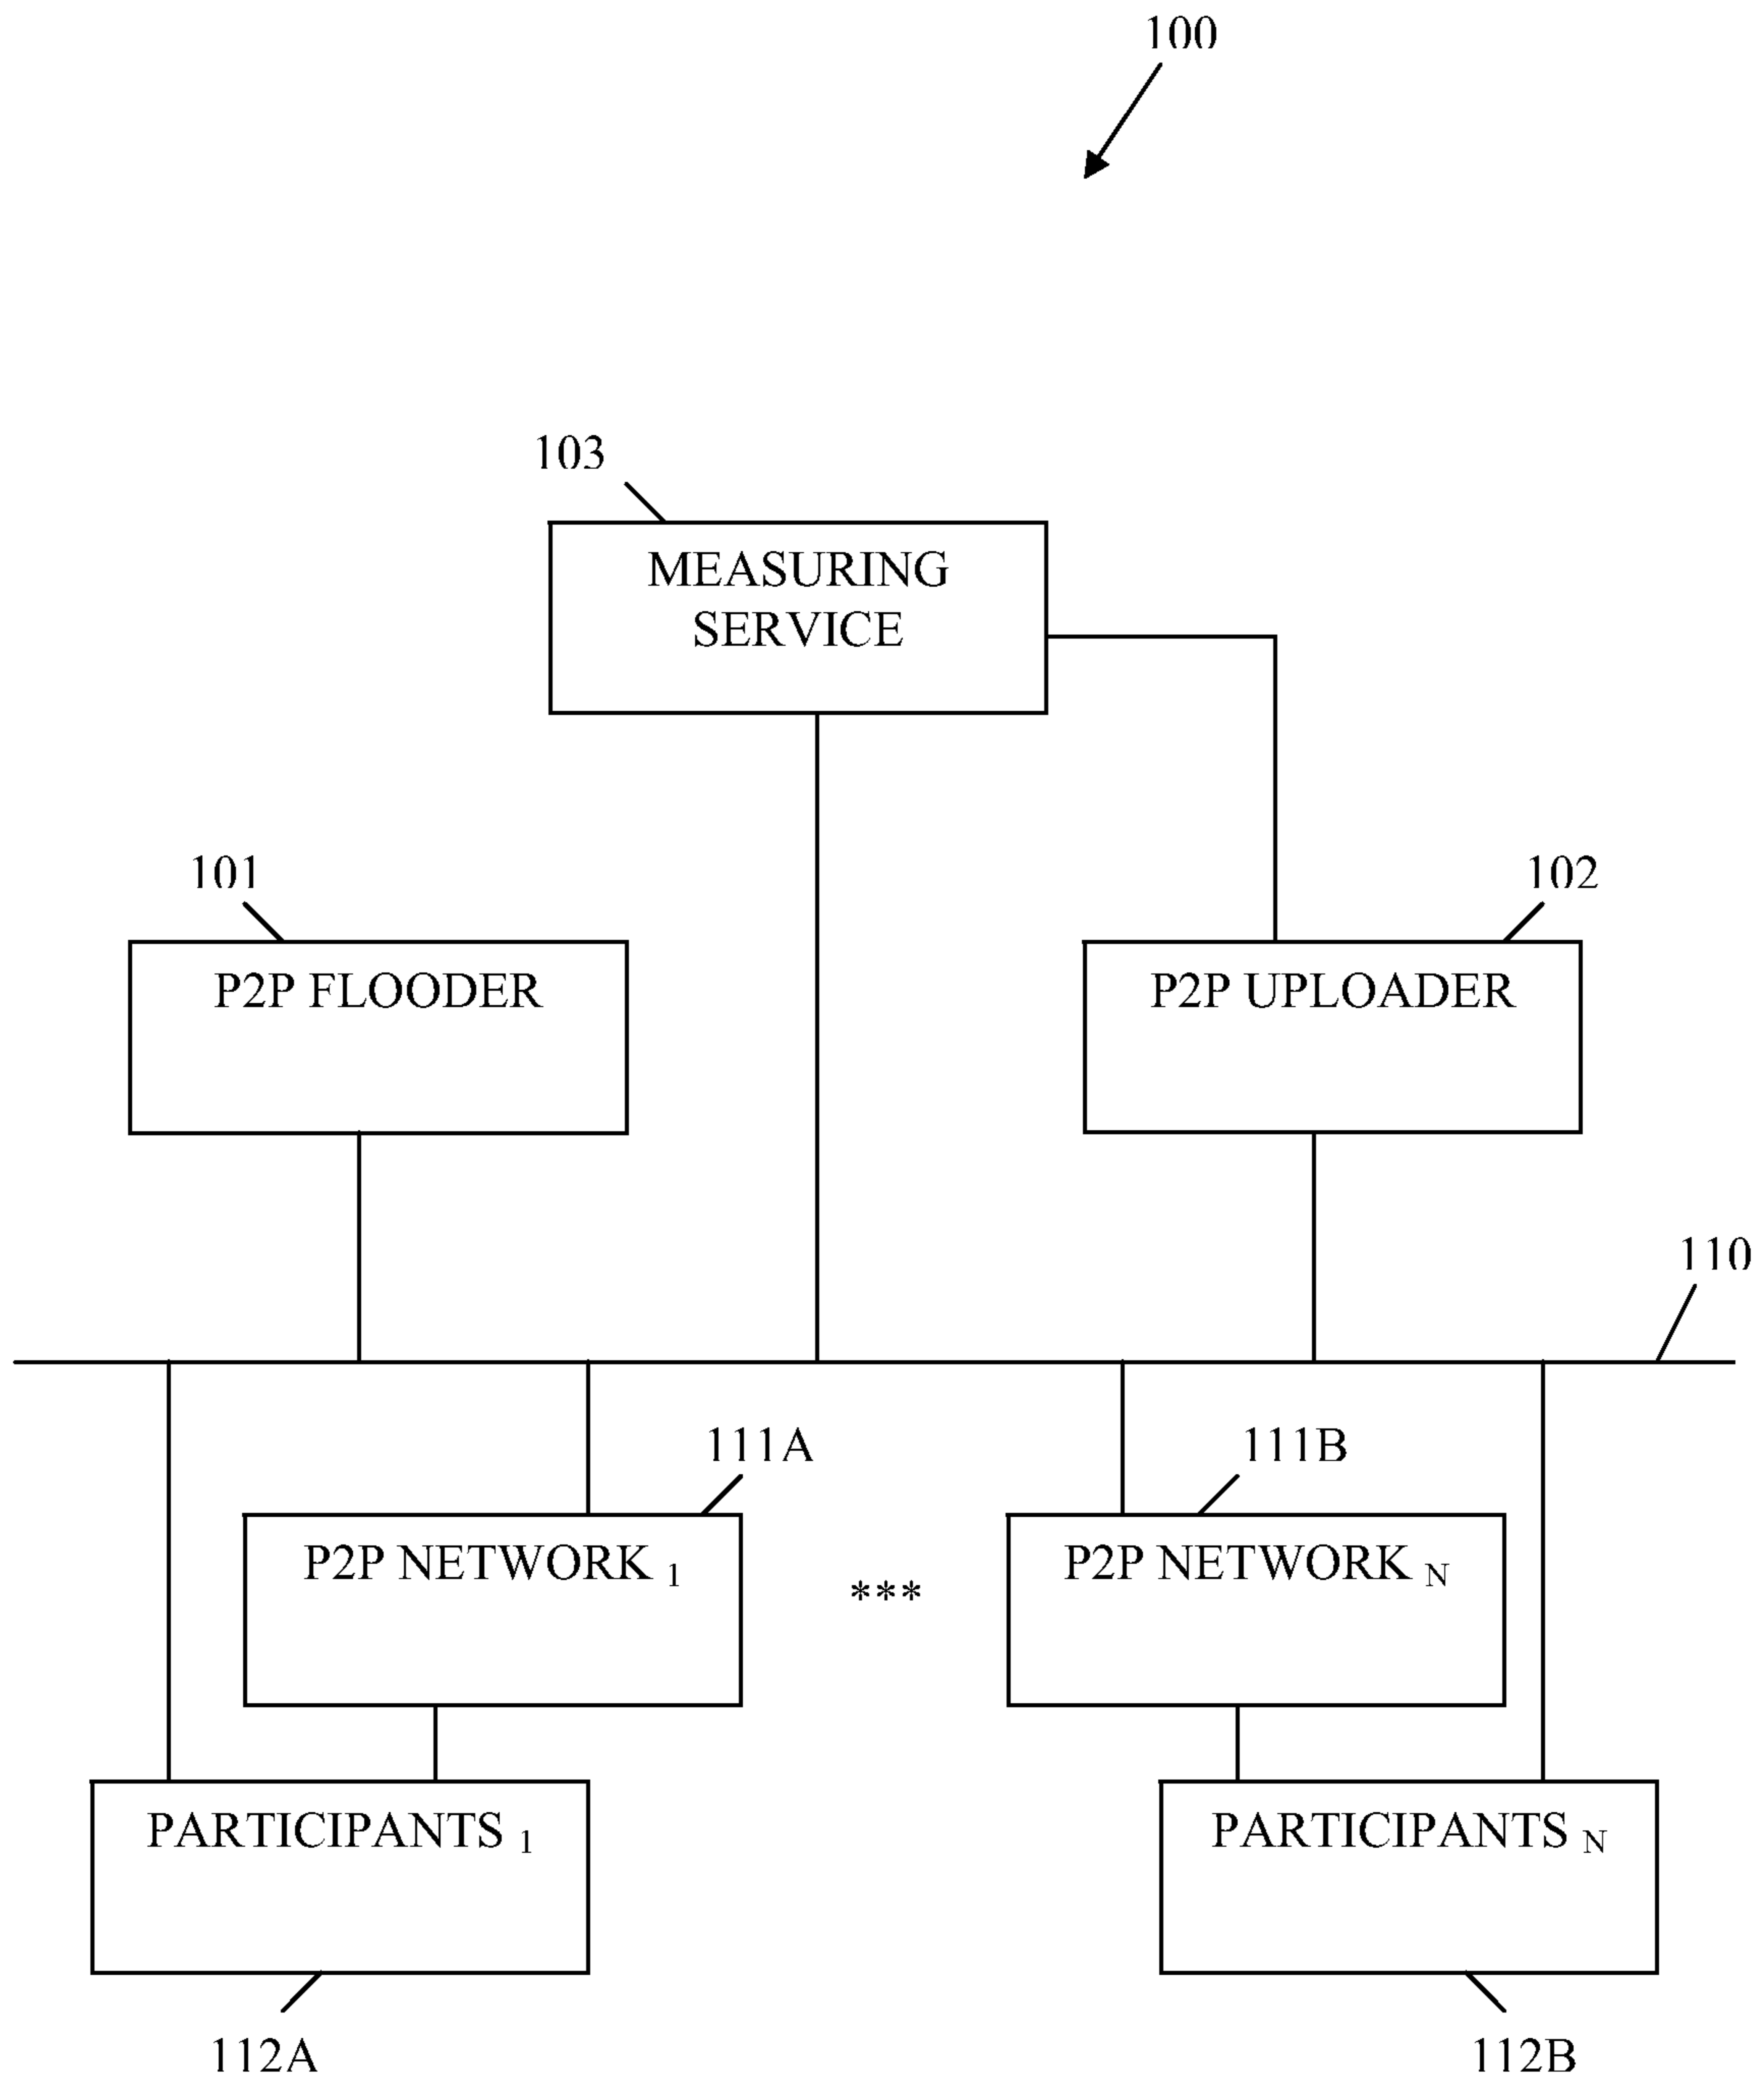 100
103
MEASURING
SERVICE
101
102
P2P FLOODER
P2P UPLOADER
110
111A
111B
P2P NETWORK 1
***
P2P NETWORK N
PARTICIPANTS 1
PARTICIPANTS N
112A
112B